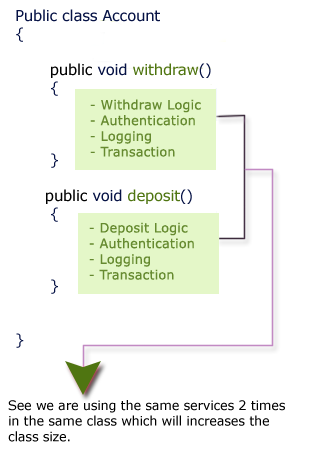 Public class Account
{
public void withdraw()
{
- Withdraw Logic
- Authentication
- Logging
- Transaction
}
public void deposit()
{
- Deposit Logic
- Authentication
- Logging
- Transaction
}
}
See we are using the same services 2 times
in the same class which will increases the
class size.